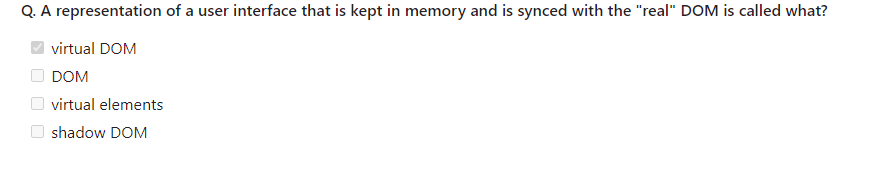 Q. A representation of a user interface that is kept in memory and is synced with the "real" DOM is called what?
virtual DOM
DOM
virtual elements
shadow DOM